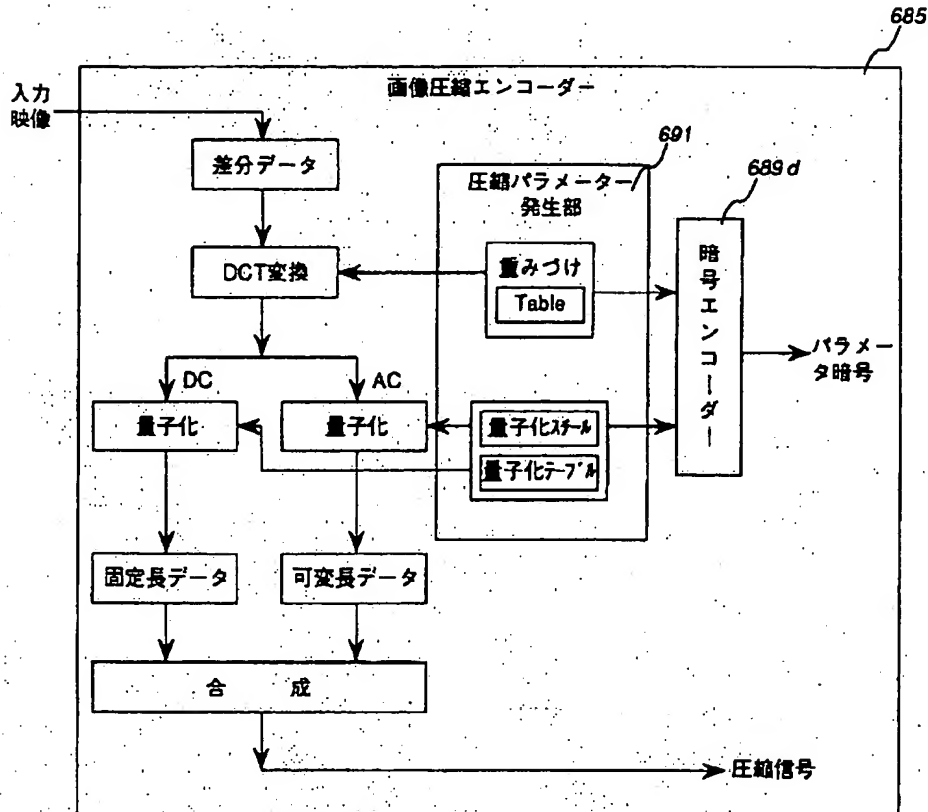 685
画像圧縮エンコーダー
入力
映像
差分データ
691
圧縮パラメーター
発生部
689d
DCT変換
重みづけ
Table
暗号エンコーダー
パラメー
タ暗号
DC
AC
量子化
量子化
量子化スチール
量子化テーブル
固定長データ
可変長データ
合成
圧縮信号